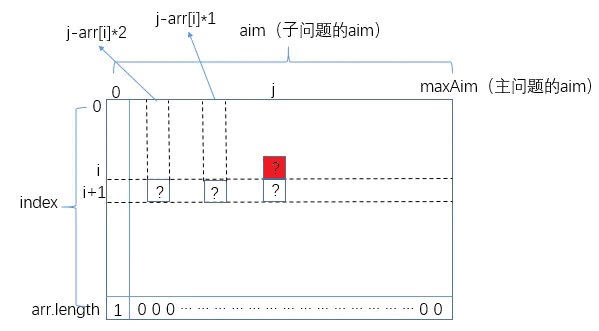 j-arr[i]*2
j-arr[i]*1
aim（子问题的aim）
0
j
maxAim（主问题的aim）
0
i
?
i+1
? ? ?
index
arr.length 1 0 0 0 ··· ··· ··· ··· ··· ··· ··· ··· ··· ··· ··· ··· ··· ··· 0 0